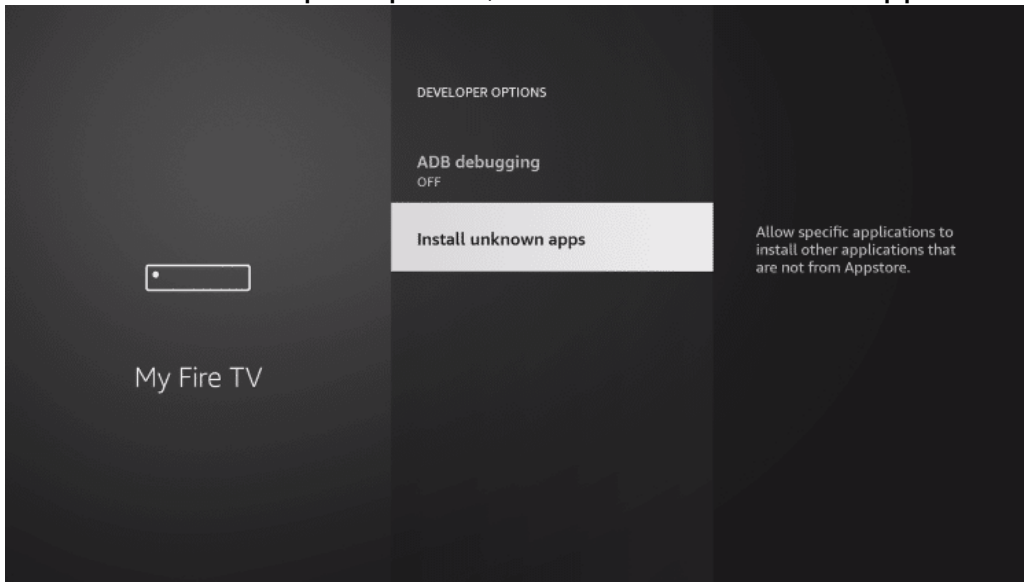 DEVELOPER OPTIONS
ADB debugging
OFF
Install unknown apps
Allow specific applications to
install other applications that
are not from Appstore.
My Fire TV